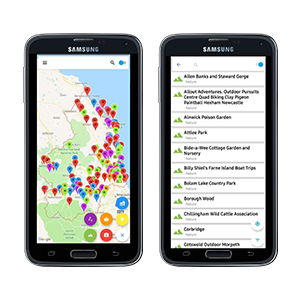 SAMSUNG
Google
SAMSUNG
Allen Banks and Staward Gorge
Nature
Allout Adventures. Outdoor Pursuits
Centre Quad Biking Clay Pigeon
Paintball Hexham Newcastle
Nature
Alnwick Poison Garden
Nature
Attlee Park
Nature
Bide-a-Wee Cottage Garden and
Nursery
Nature
Billy Shiel's Farne Island Boat Trips
Nature
Bolam Lake Country Park
Nature
Borough Wood
Nature
Chillingham Wild Cattle Association
Nature
Corbridge
Nature
Cotswold Outdoor Morpeth